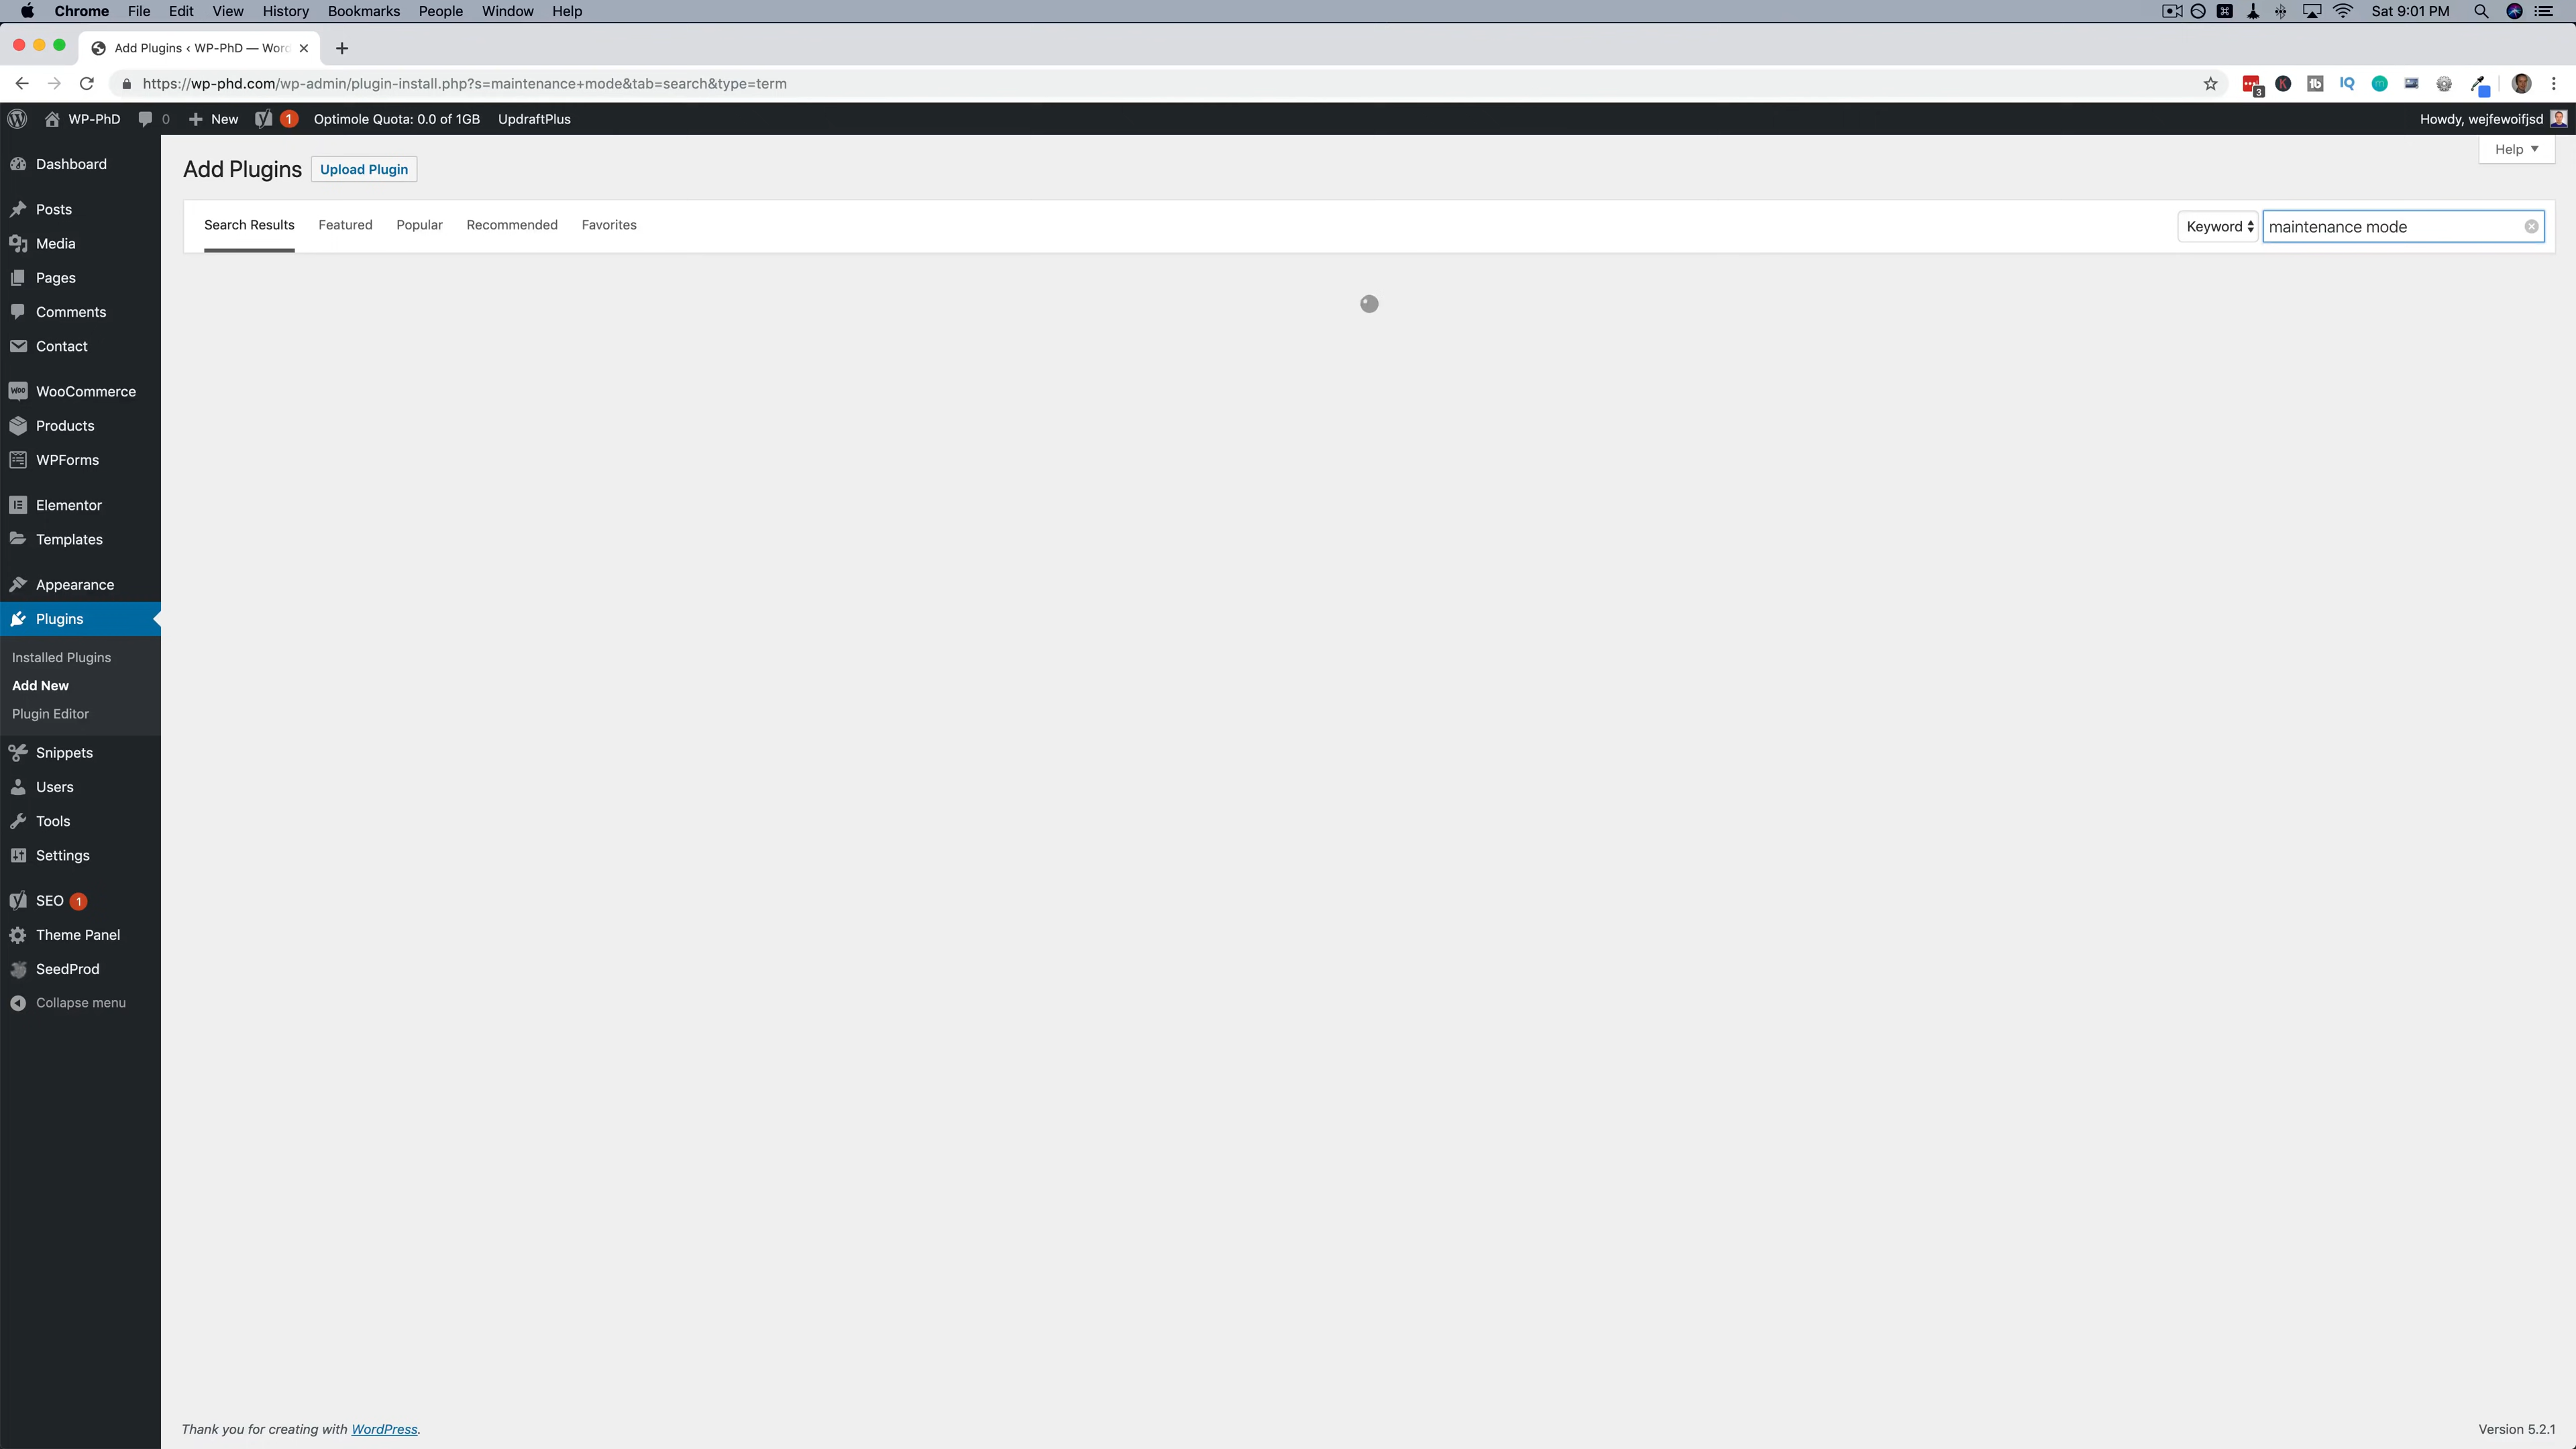 Chrome File Edit View History Bookmarks People Window Help Sat 9:01 PM
Add Plugins ‹ WP-PhD — Word
https://wp-phd.com/wp-admin/plugin-install.php?s=maintenance+mode&tab=search&type=term
3 K tb IQ m
WP-PhD 0 New 1 Optimole Quota: 0.0 of 1GB UpdraftPlus Howdy, wejfewoifjsd
Help
Add Plugins Upload Plugin
Search Results Featured Popular Recommended Favorites Keyword maintenance mode
Dashboard
Posts
Media
Pages
Comments
Contact
WooCommerce
Products
WPForms
Elementor
Templates
Appearance
Plugins
Installed Plugins
Add New
Plugin Editor
Snippets
Users
Tools
Settings
SEO 1
Theme Panel
SeedProd
Collapse menu
Thank you for creating with WordPress. Version 5.2.1